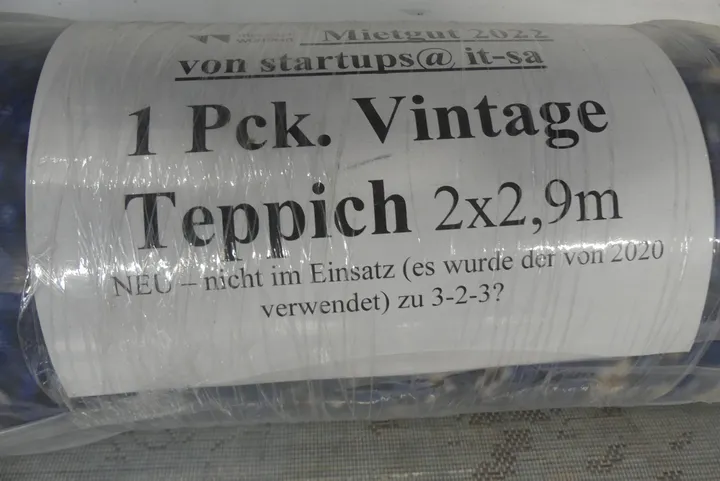 Mietgut 2022
von startups@ it-sa
1 Pck. Vintage
Teppich 2x2,9m
NEU – nicht im Einsatz (es wurde der von 2020
verwendet) zu 3-2-3?